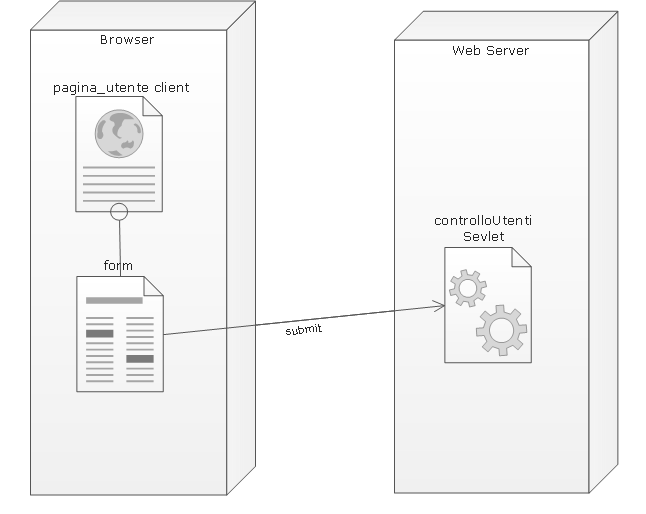 Browser
Web Server
pagina_utente client
controlloUtenti
Sevlet
form
submit